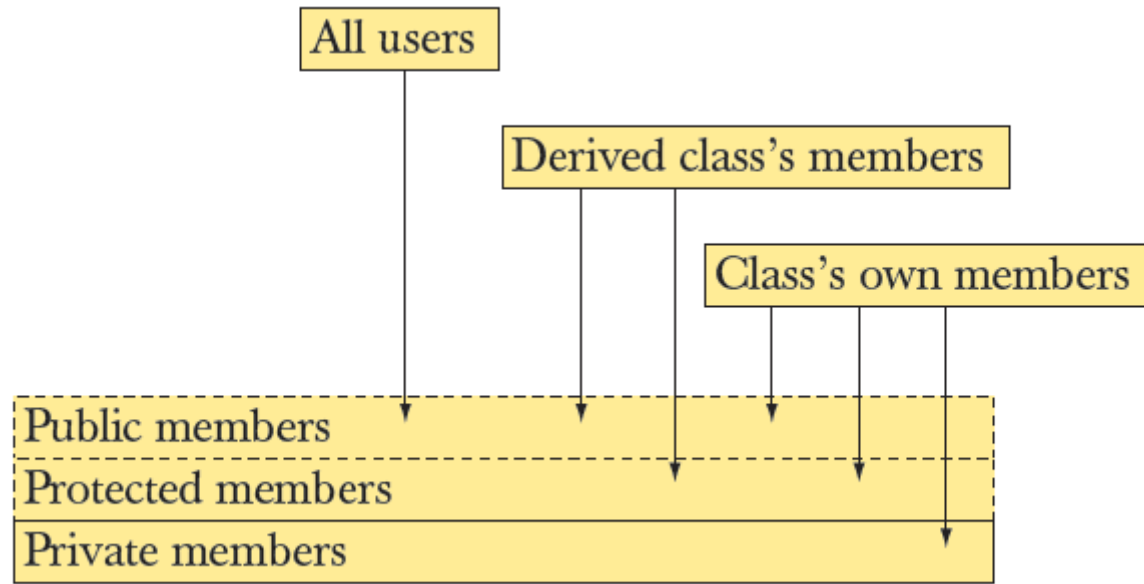 All users
Derived class’s members
Class’s own members
Public members
Protected members
Private members